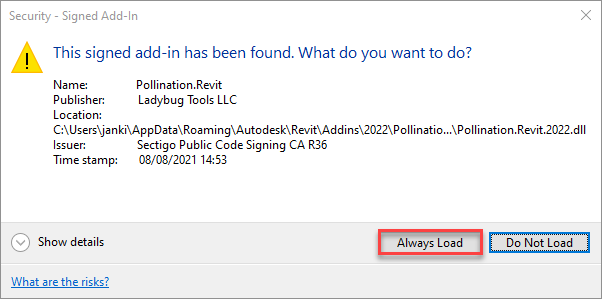 Security - Signed Add-In
This signed add-in has been found. What do you want to do?
Name: Pollination.Revit
Publisher: Ladybug Tools LLC
Location:
C:\Users\janki\AppData\Roaming\Autodesk\Revit\Addins\2022\Pollinatio...\Pollination.Revit.2022.dll
Issuer: Sectigo Public Code Signing CA R36
Time stamp: 08/08/2021 14:53
Show details
Always Load
Do Not Load
What are the risks?